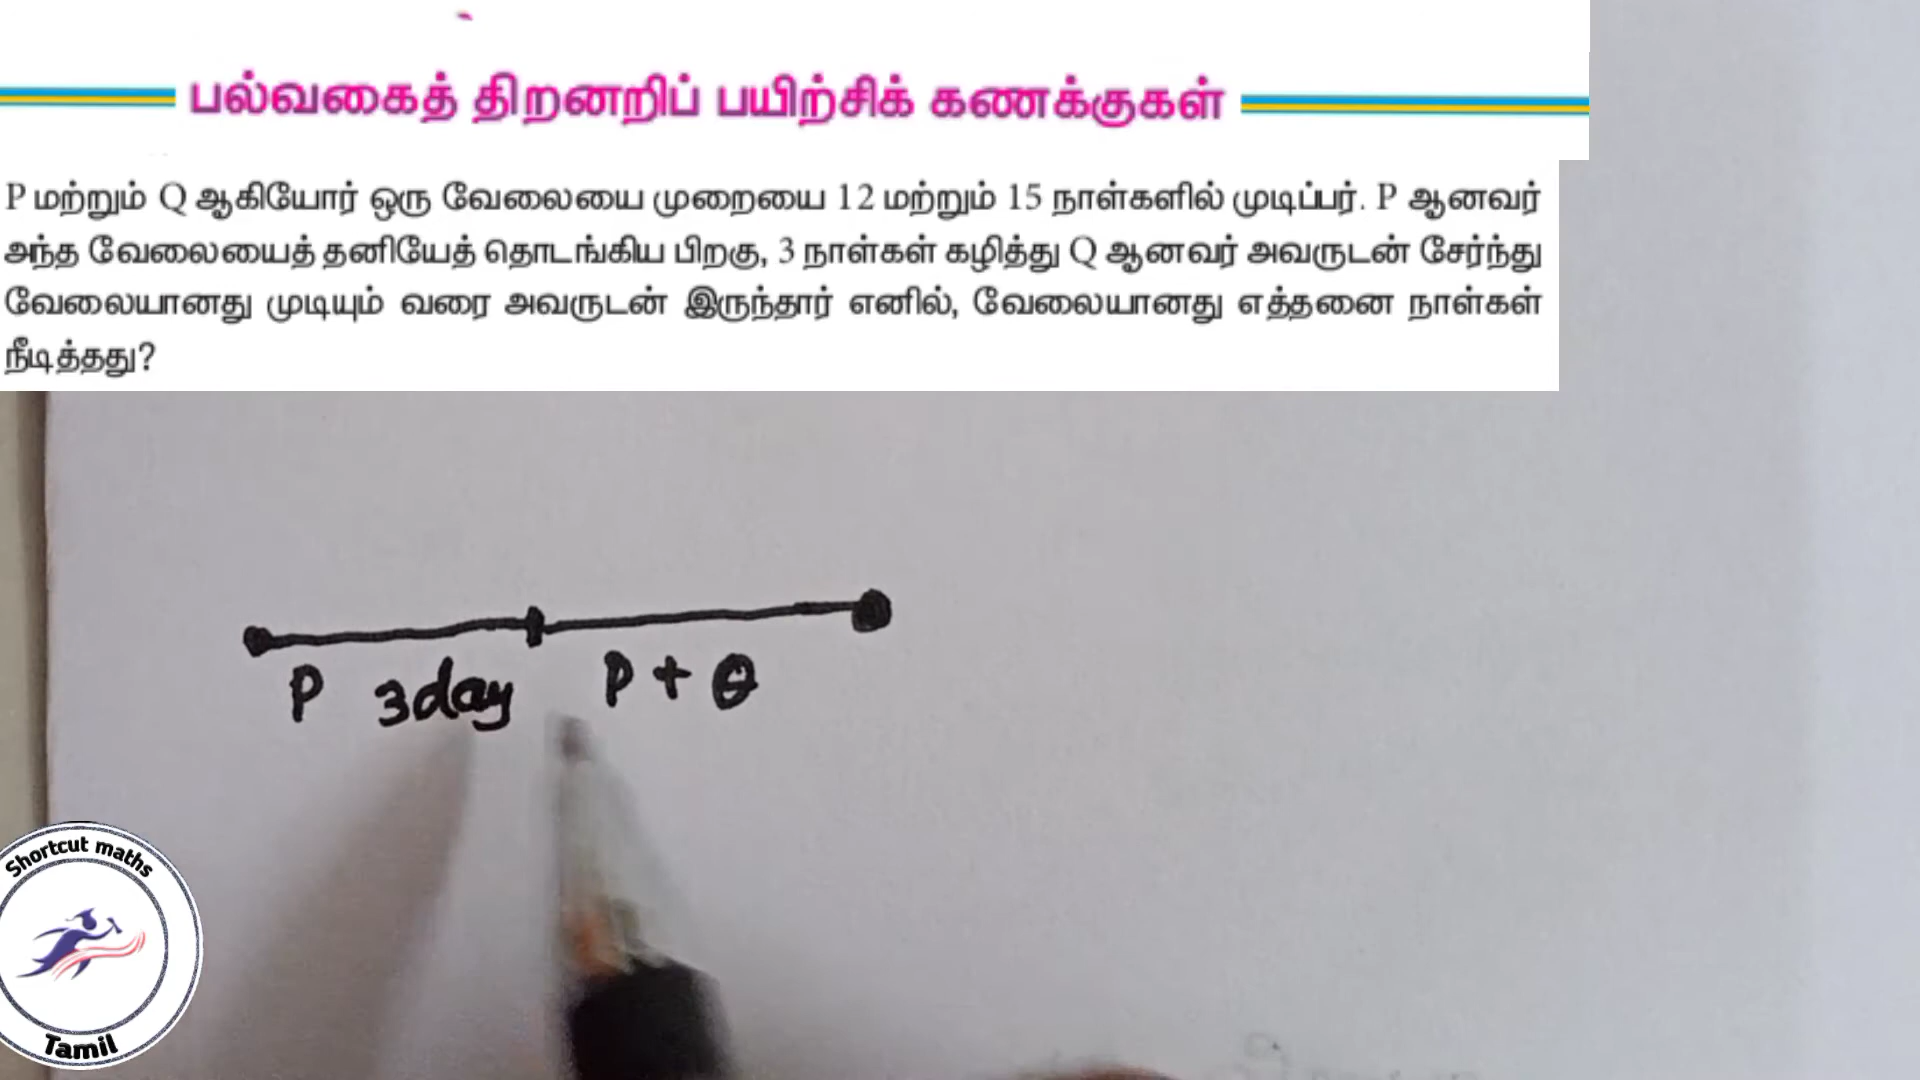 பல்வகைத் திறனறிப் பயிற்சிக் கணக்குகள்
P மற்றும் Q ஆகியோர் ஒரு வேலையை முறையை 12 மற்றும் 15 நாள்களில் முடிப்பர். P ஆனவர்
அந்த வேலையைத் தனியேத் தொடங்கிய பிறகு, 3 நாள்கள் கழித்து Q ஆனவர் அவருடன் சேர்ந்து
வேலையானது முடியும் வரை அவருடன் இருந்தார் எனில், வேலையானது எத்தனை நாள்கள்
நீடித்தது?
P 3day P + Q
Shortcut maths
Tamil